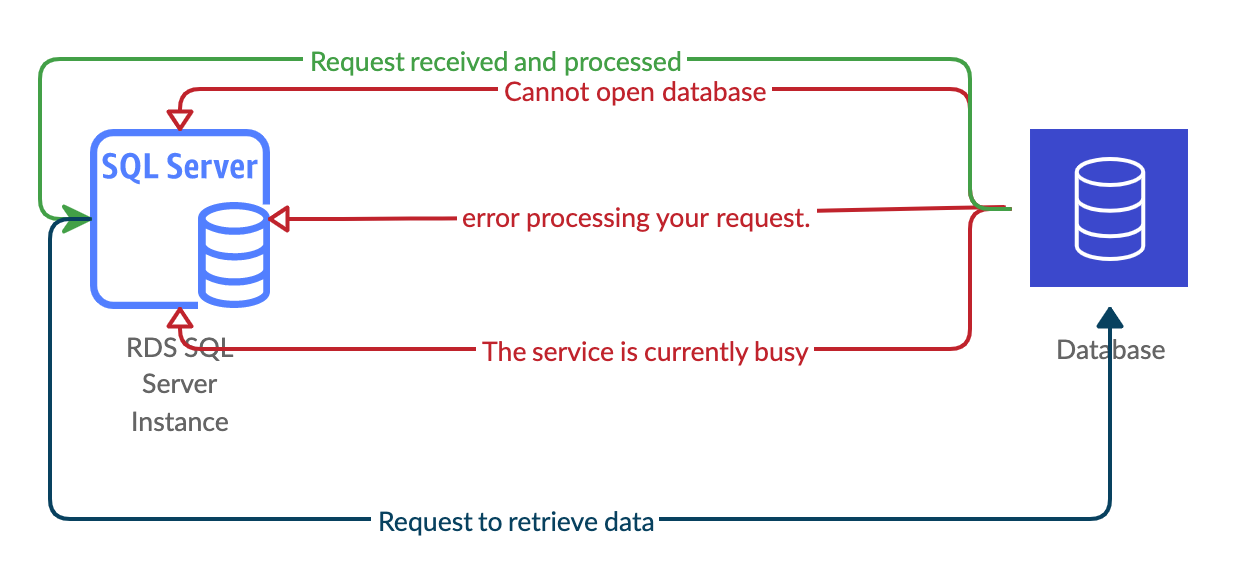 Request received and processed
Cannot open database
SQL Server
error processing your request.
RDS SQL
Server
Instance
The service is currently busy
Database
Request to retrieve data